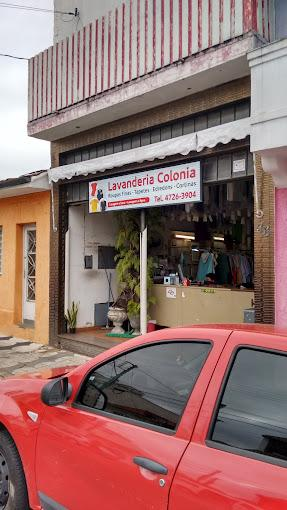 Lavanderia Colonia
Roupas Finas - Tapetes - Edredons - Cortinas
Tel. 4726-3904